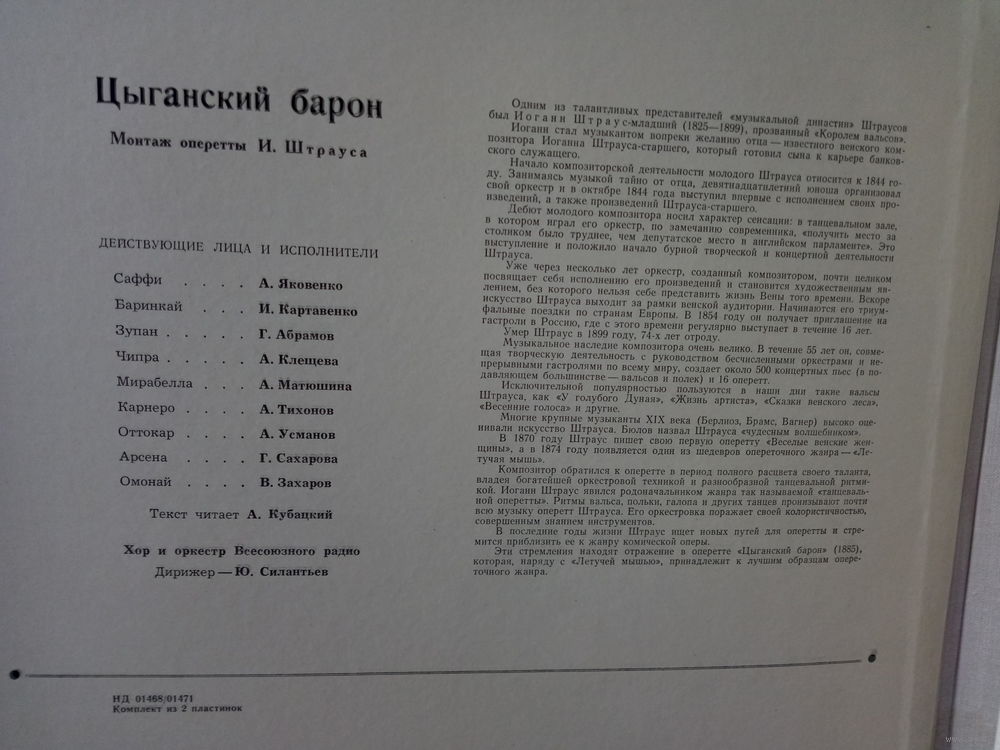 Цыганский барон
Монтаж оперетты И. Штрауса
ДЕЙСТВУЮЩИЕ ЛИЦА И ИСПОЛНИТЕЛИ
Саффи . . . . А. Яковенко
Баринкай . . . И. Картавенко
Зупан . . . . Г. Абрамов
Чипра . . . . А. Клещева
Мирабелла . . . А. Матюшина
Карнеро . . . . А. Тихонов
Оттокар . . . . А. Усманов
Арсена . . . . Г. Сахарова
Омонай . . . . В. Захаров
Текст читает А. Кубацкий
Хор и оркестр Всесоюзного радио
Дирижер — Ю. Силантьев
Одним из талантливых представителей «музыкальной династии» Штраусов
был Иоганн Штраус-младший (1825—1899), прозванный «Королем вальсов».
Иоганн стал музыкантом вопреки желанию отца — известного венского ком-
позитора Иоганна Штрауса-старшего, который готовил сына к карьере банков-
ского служащего.
Начало композиторской деятельности молодого Штрауса относится к 1844 го-
ду. Занимаясь музыкой тайно от отца, девятнадцатилетний юноша организовал
свой оркестр и в октябре 1844 года выступил впервые с исполнением своих про-
изведений, а также произведений Штрауса-старшего.
Дебют молодого композитора носил характер сенсации: в танцевальном зале,
в котором играл его оркестр, по замечанию современника, «получить место за
столиком было труднее, чем депутатское место в английском парламенте». Это
выступление и положило начало бурной творческой и концертной деятельности
Штрауса.
Уже через несколько лет оркестр, созданный композитором, почти целиком
посвящает себя исполнению его произведений и становится художественным яв-
лением, без которого нельзя себе представить жизнь Вены того времени. Вскоре
искусство Штрауса выходит за рамки венской аудитории. Начинаются его триум-
фальные поездки по странам Европы. В 1854 году он получает приглашение на
гастроли в Россию, где с этого времени регулярно выступает в течение 16 лет.
Умер Штраус в 1899 году, 74-х лет отроду.
Музыкальное наследие композитора очень велико. В течение 55 лет он, совме-
щая творческую деятельность с руководством бесчисленными оркестрами и не-
прерывными гастролями по всему миру, создает около 500 концертных пьес (в по-
давляющем большинстве — вальсов и полек) и 16 оперетт.
Исключительной популярностью пользуются в наши дни такие вальсы
Штрауса, как «У голубого Дуная», «Жизнь артиста», «Сказки венского леса»,
«Весенние голоса» и другие.
Многие крупные музыканты XIX века (Берлиоз, Брамс, Вагнер) высоко оце-
нивали искусство Штрауса. Бюлов назвал Штрауса «чудесным волшебником».
В 1870 году Штраус пишет свою первую оперетту «Веселые венские жен-
щины», а в 1874 году появляется один из шедевров опереточного жанра — «Ле-
тучая мышь».
Композитор обратился к оперетте в период полного расцвета своего таланта,
владея богатейшей оркестровой техникой и разнообразной танцевальной ритми-
кой. Иоганн Штраус явился родоначальником жанра так называемой «танцеваль-
ной оперетты». Ритмы вальса, польки, галопа и других танцев пронизывают почти
всю музыку оперетт Штрауса. Его оркестровка поражает своей колористичностью,
совершенным знанием инструментов.
В последние годы жизни Штраус ищет новых путей для оперетты и стре-
мится приблизить ее к жанру комической оперы.
Эти стремления находят отражение в оперетте «Цыганский барон» (1885),
которая, наряду с «Летучей мышью», принадлежит к лучшим образцам опере-
точного жанра.
НД 01468/01471
Комплект из 2 пластинок